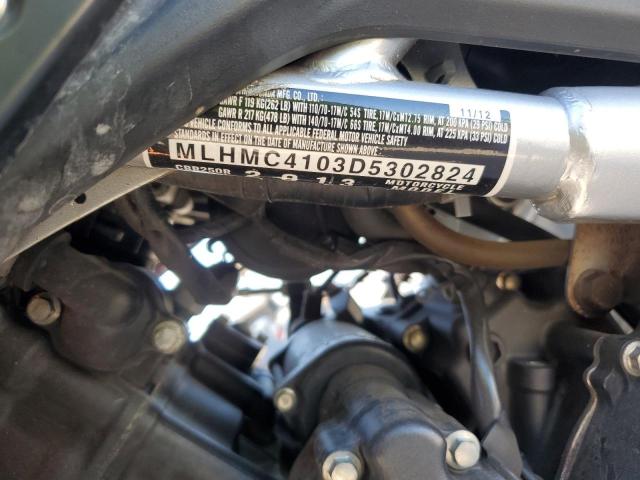 MFG. CO., LTD.: 11/12
GAWR F 119 KG(262 LB) WITH 110/70-17M/C 54S TIRE, 17M/CxMT2.75 RIM, AT 200 KPA (29 PSI) COLD
GAWR R 217 KG(478 LB) WITH 140/70-17M/C 66S TIRE, 17M/CxMT4.00 RIM, AT 225 KPA (33 PSI) COLD
VEHICLE CONFORMS TO ALL APPLICABLE FEDERAL MOTOR VEHICLE SAFETY
STANDARDS IN EFFECT ON THE DATE OF MANUFACTURE SHOWN ABOVE.
MLHMC4103D5302824
CBR250R 2013 MOTORCYCLE